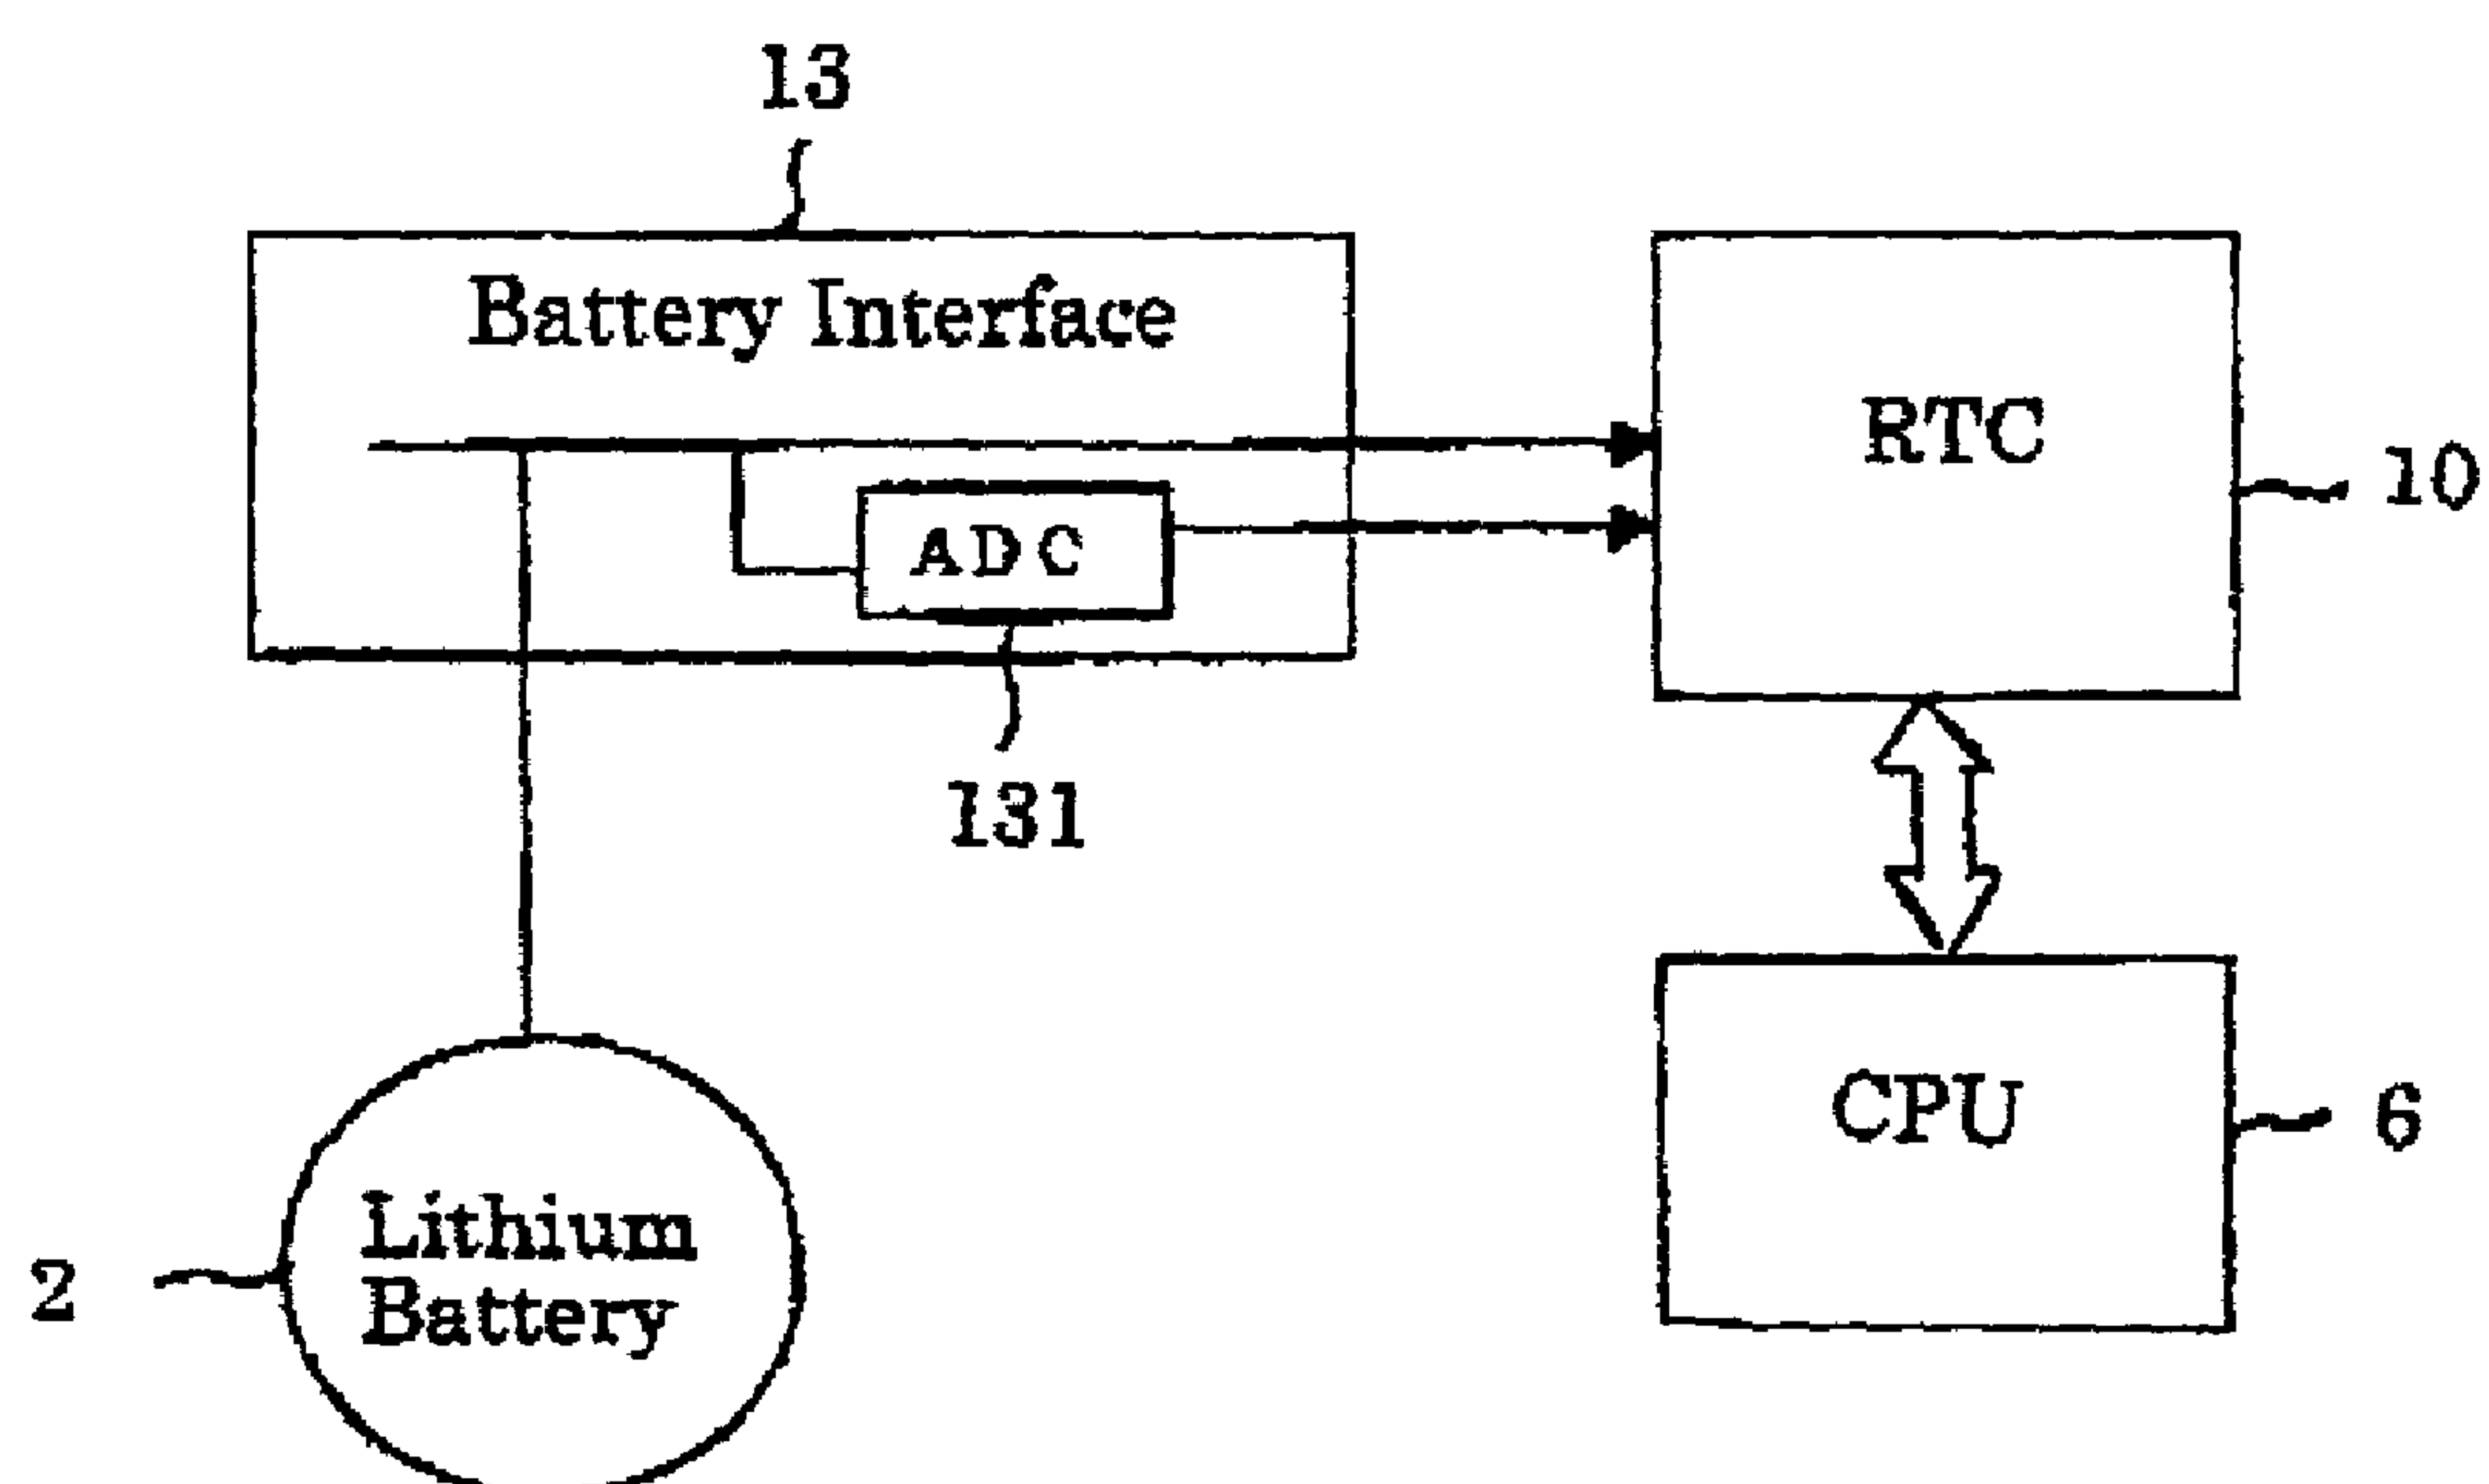 13
Battery Interface
RTC
10
ADC
131
CPU
6
Lithium
Battery
2